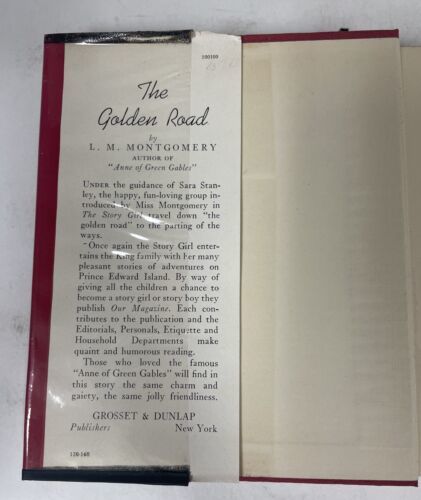 100100
The
Golden Road
by
L. M. MONTGOMERY
AUTHOR OF
"Anne of Green Gables"
UNDER the guidance of Sara Stan-
ley, the happy, fun-loving group in-
troduced by Miss Montgomery in
The Story Girl travel down "the
golden road" to the parting of the
ways.
"Once again the Story Girl enter-
tains the King family with her many
pleasant stories of adventures on
Prince Edward Island. By way of
giving all the children a chance to
become a story girl or story boy they
publish Our Magazine. Each con-
tributes to the publication and the
Editorials, Personals, Etiquette and
Household Departments make
quaint and humorous reading.
Those who loved the famous
"Anne of Green Gables" will find in
this story the same charm and
gaiety, the same jolly friendliness.
GROSSET & DUNLAP
Publishers New York
120-160